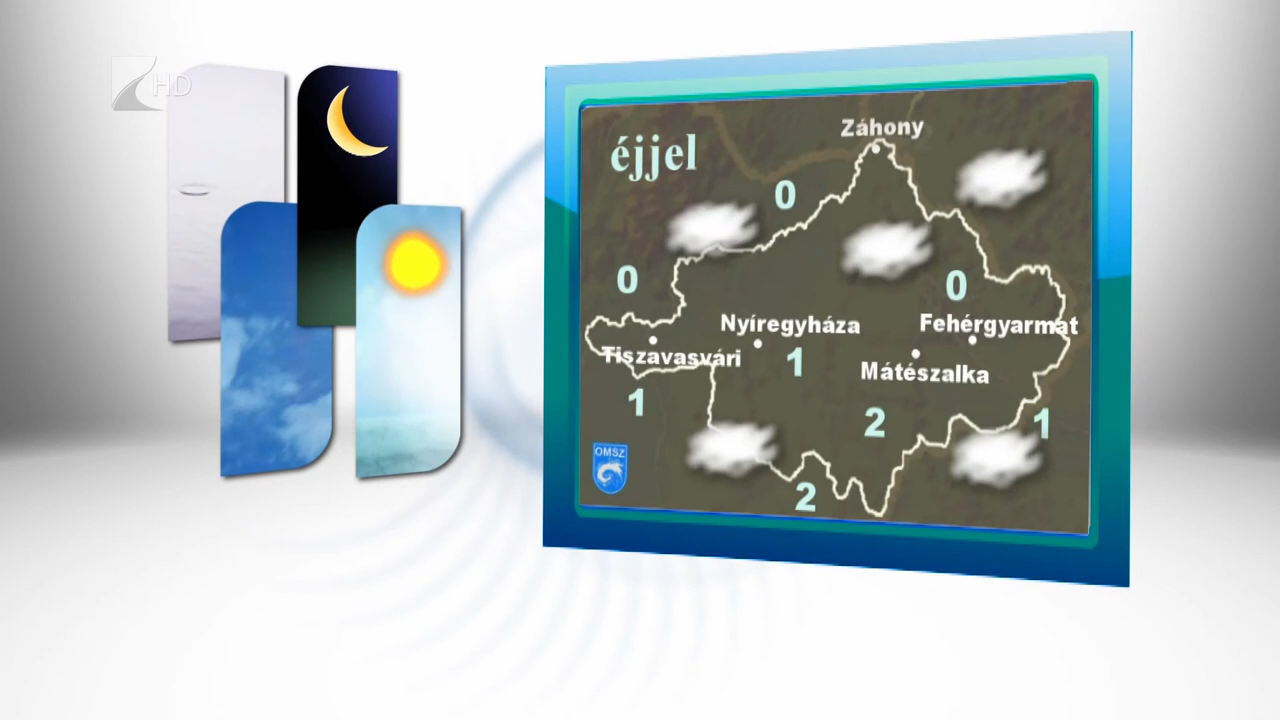 HD
éjjel
Záhony
0
0
0
Nyíregyháza
Fehérgyarmat
Tiszavasvári
1
Mátészalka
1
2
1
OMSZ
2